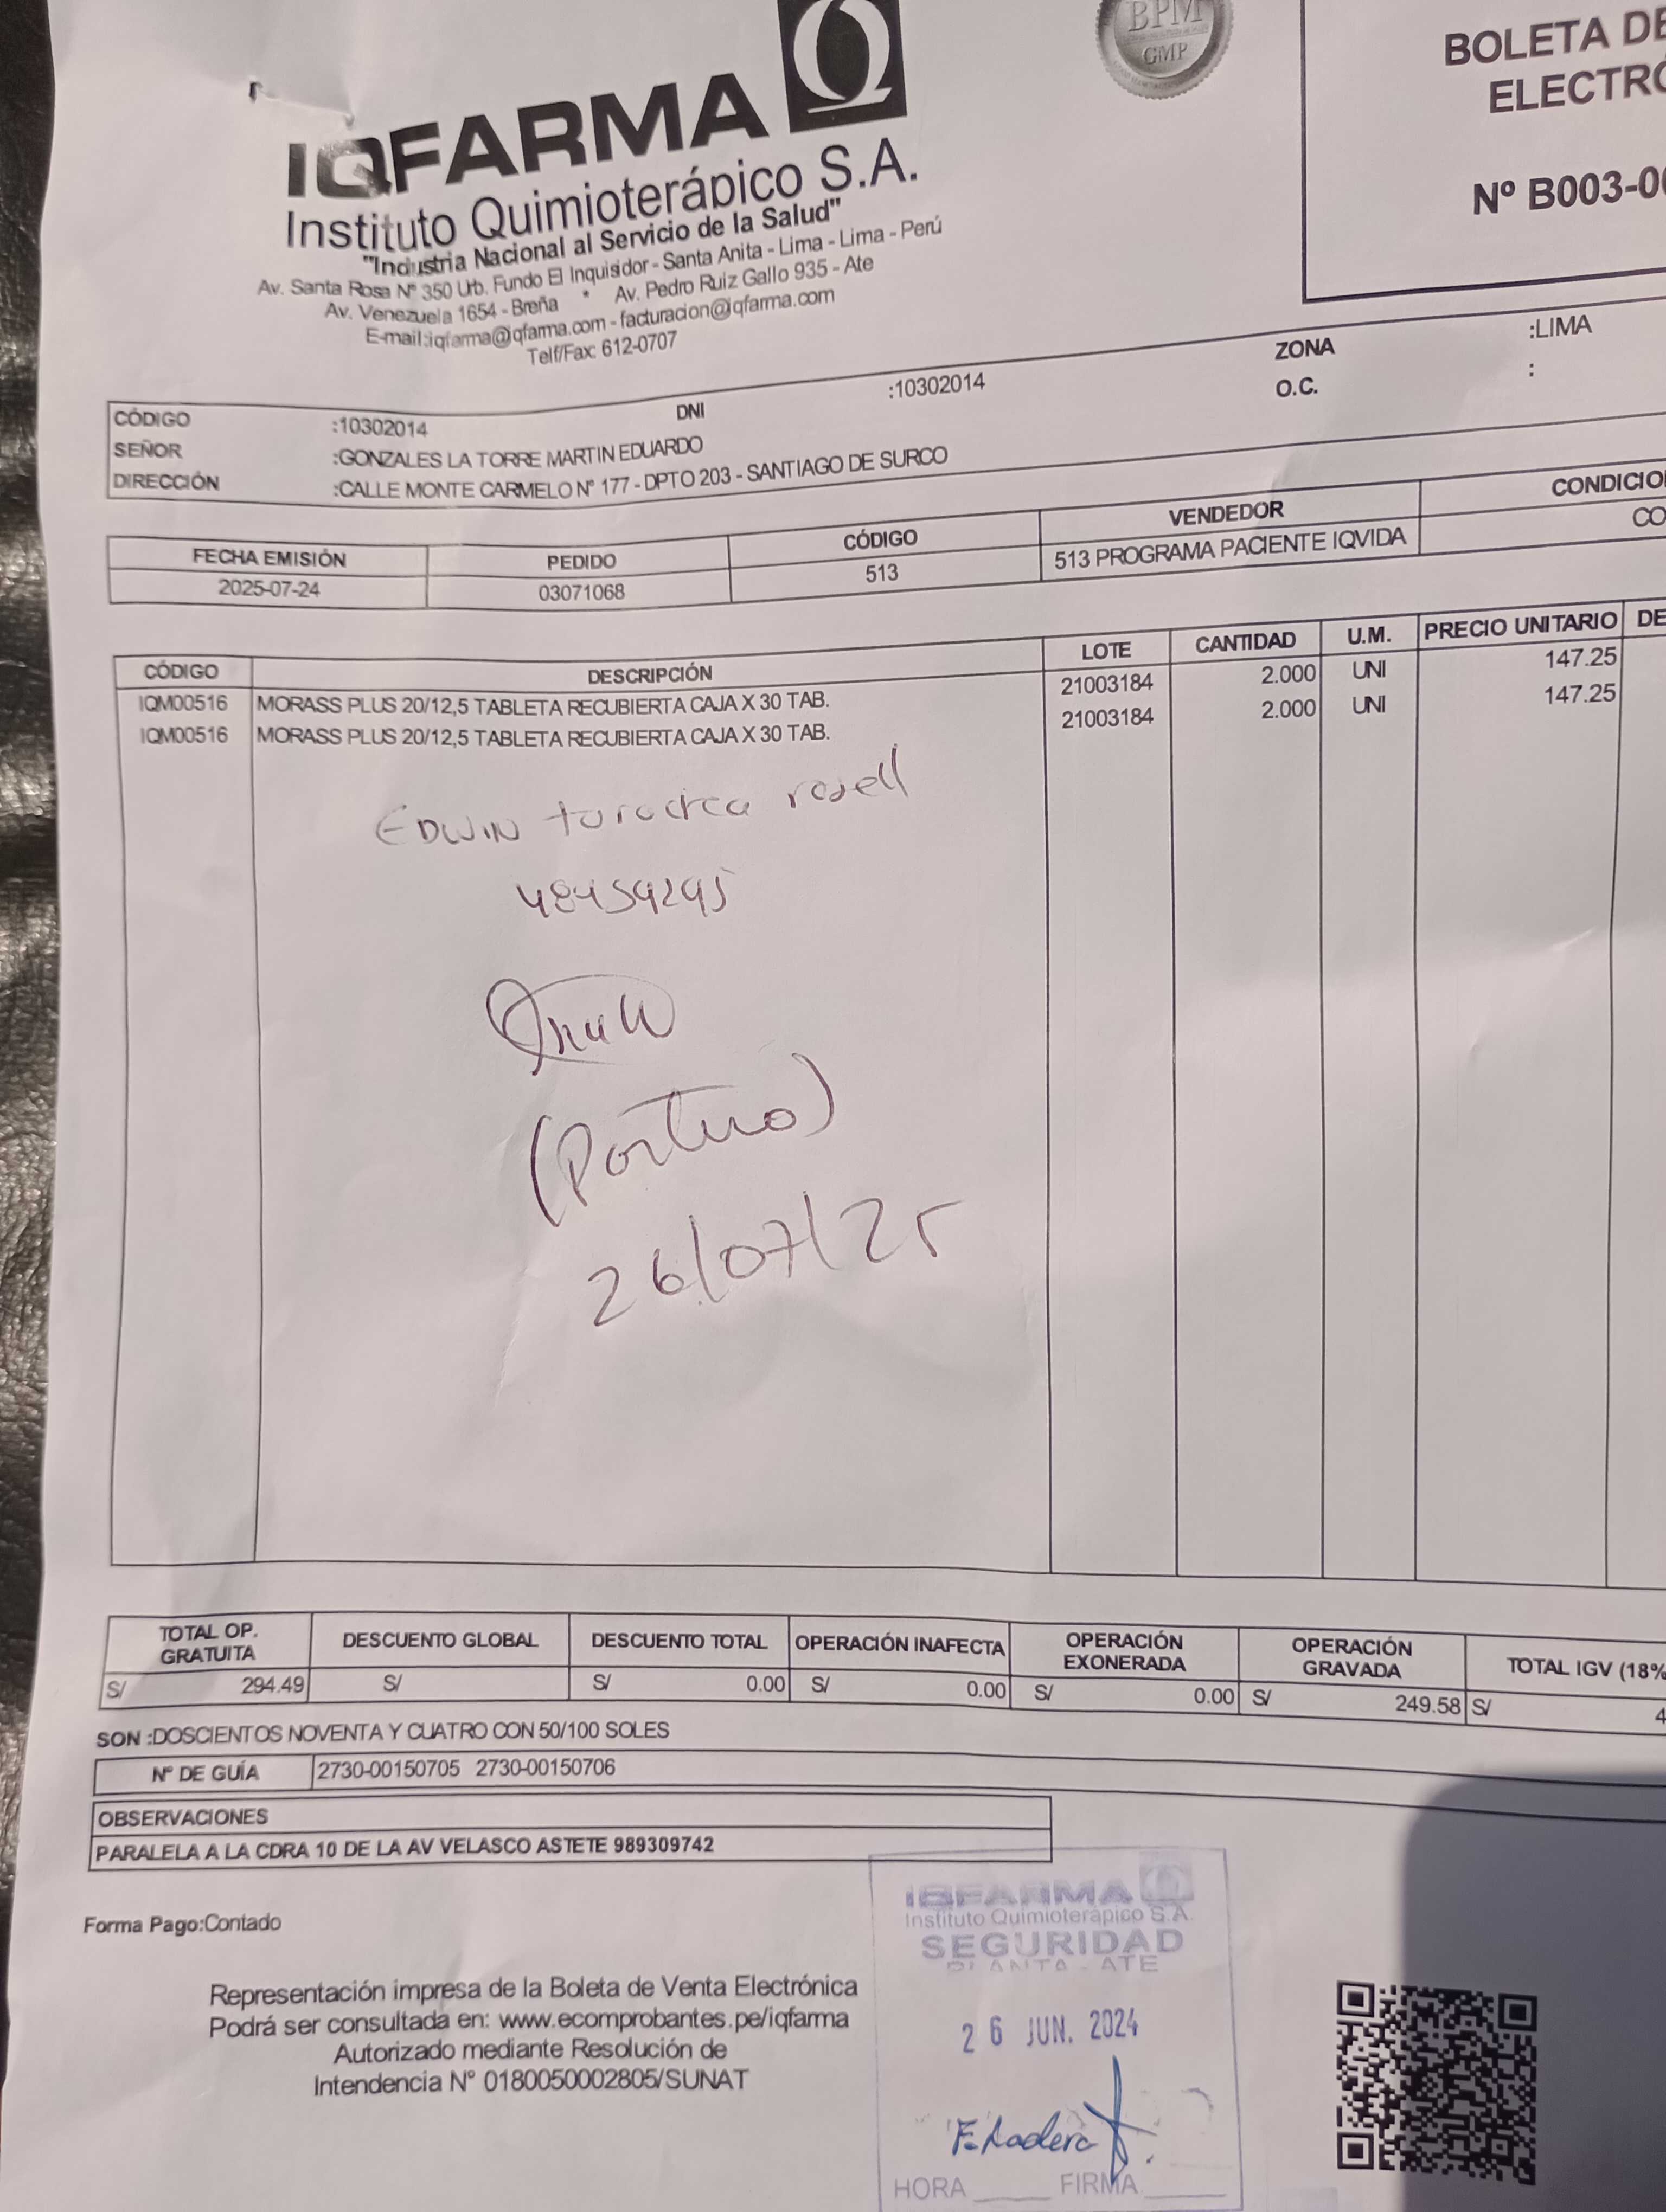 BPM
GMP
IQFARMA
Instituto Quimioterápico S.A.
"Industria Nacional al Servicio de la Salud"
Av. Santa Rosa Nº 350 Urb. Fundo El Inquisidor - Santa Anita - Lima - Lima - Perú
Av. Venezuela 1654 - Breña * Av. Pedro Ruiz Gallo 935 - Ate
E-mail:iqfarma@iqfarma.com - facturacion@iqfarma.com
Telf/Fax: 612-0707
BOLETA DE
ELECTRÓ
Nº B003-00
CÓDIGO :10302014 DNI :10302014 ZONA :LIMA
SEÑOR :GONZALES LA TORRE MARTIN EDUARDO O.C. :
DIRECCIÓN :CALLE MONTE CARMELO Nº 177 - DPTO 203 - SANTIAGO DE SURCO
FECHA EMISIÓN PEDIDO CÓDIGO VENDEDOR CONDICIO
2025-07-24 03071068 513 513 PROGRAMA PACIENTE IQVIDA CO
CÓDIGO DESCRIPCIÓN LOTE CANTIDAD U.M. PRECIO UNITARIO DE
IQM00516 MORASS PLUS 20/12,5 TABLETA RECUBIERTA CAJA X 30 TAB. 21003184 2.000 UNI 147.25
IQM00516 MORASS PLUS 20/12,5 TABLETA RECUBIERTA CAJA X 30 TAB. 21003184 2.000 UNI 147.25
EDWIN
48459295
26/07/25
TOTAL OP. GRATUITA DESCUENTO GLOBAL DESCUENTO TOTAL OPERACIÓN INAFECTA OPERACIÓN EXONERADA OPERACIÓN GRAVADA TOTAL IGV (18%
S/ 294.49 S/ S/ 0.00 S/ 0.00 S/ 0.00 S/ 249.58 S/ 4
SON :DOSCIENTOS NOVENTA Y CUATRO CON 50/100 SOLES
Nº DE GUÍA 2730-00150705 2730-00150706
OBSERVACIONES
PARALELA A LA CDRA 10 DE LA AV VELASCO ASTETE 989309742
Forma Pago:Contado
Representación impresa de la Boleta de Venta Electrónica
Podrá ser consultada en: www.ecomprobantes.pe/iqfarma
Autorizado mediante Resolución de
Intendencia N° 0180050002805/SUNAT
IQFARMA
Instituto Quimioterápico S.A.
SEGURIDAD
PLANTA - ATE
26 JUN. 2024
HORA FIRMA